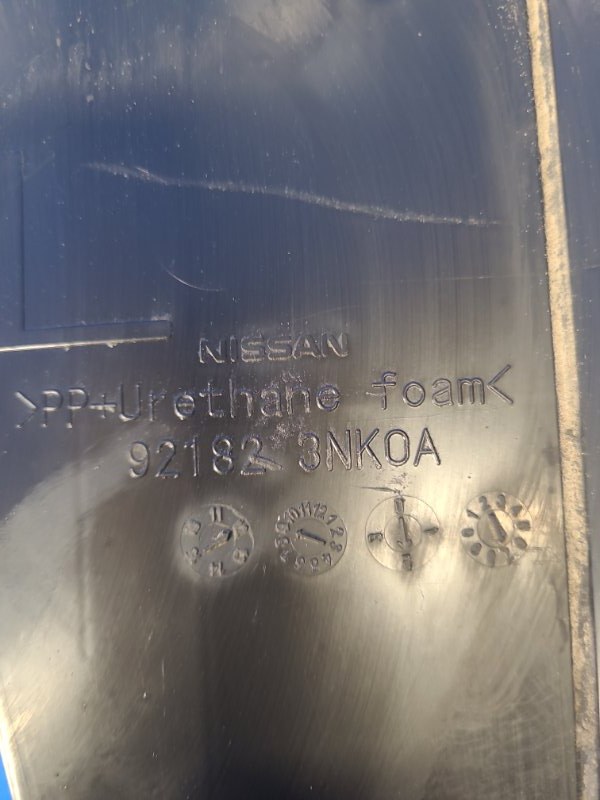 NISSAN
>PP+Urethane foam<
92182 3NK0A